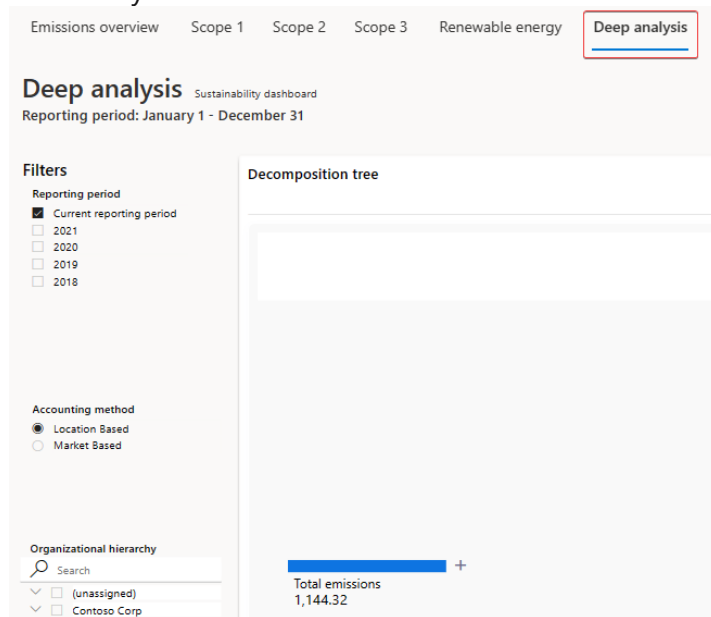 Emissions overview Scope 1 Scope 2 Scope 3 Renewable energy Deep analysis
Deep analysis Sustainability dashboard
Reporting period: January 1 - December 31
Filters
Reporting period
Current reporting period
2021
2020
2019
2018
Accounting method
Location Based
Market Based
Organizational hierarchy
Search
(unassigned)
Contoso Corp
Decomposition tree
Total emissions
1,144.32